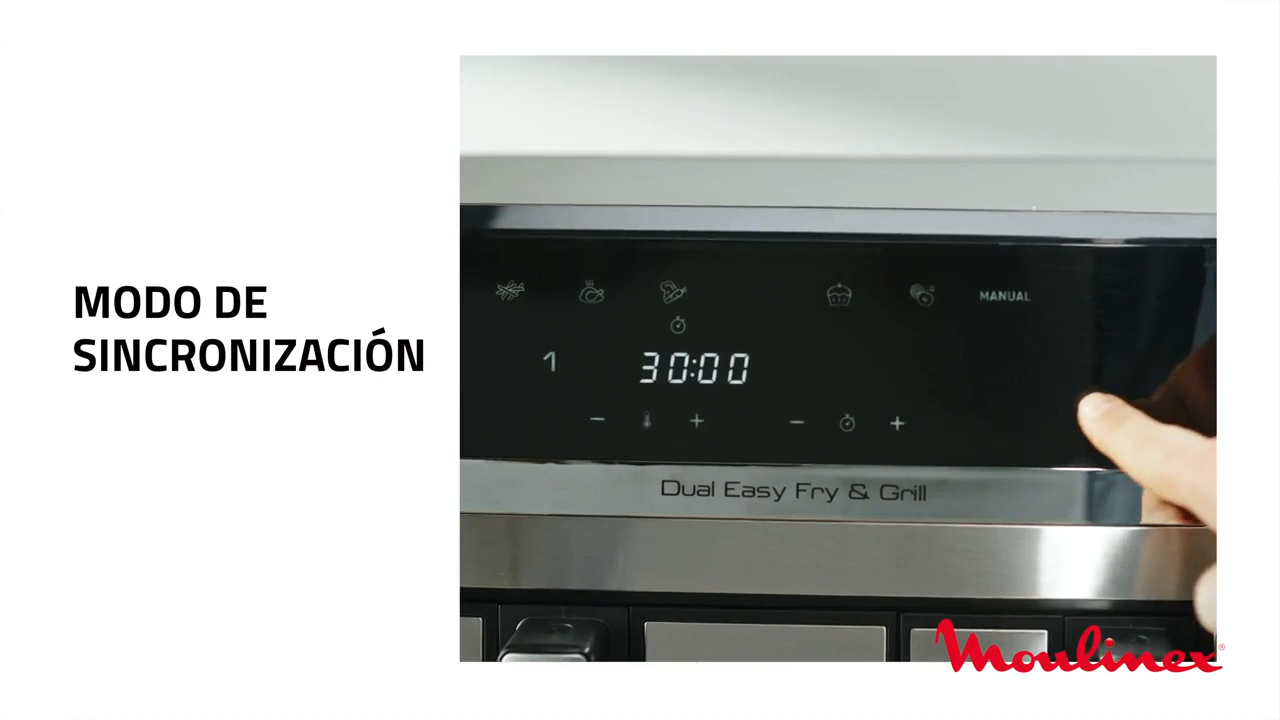 MODO DE
SINCRONIZACIÓN
MANUAL
1
30:00
− + − +
Dual Easy Fry & Grill
Moulinex®